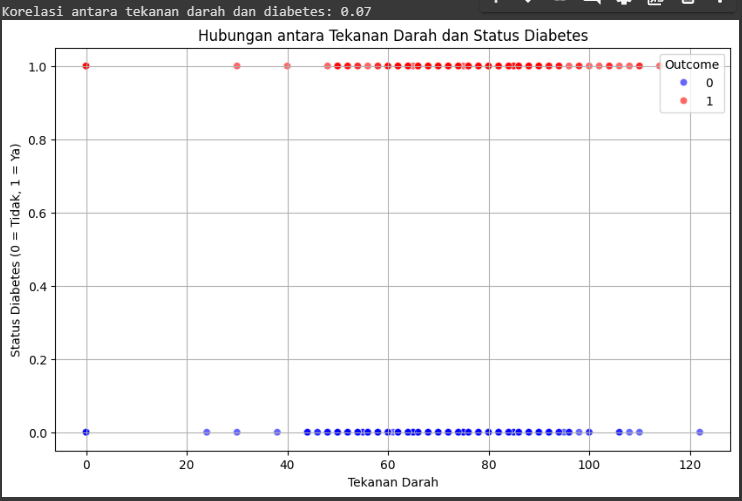 Korelasi antara tekanan darah dan diabetes: 0.07
Hubungan antara Tekanan Darah dan Status Diabetes
Outcome
0
1
1.0
0.8
0.6
0.4
0.2
0.0
Status Diabetes (0 = Tidak, 1 = Ya)
0 20 40 60 80 100 120
Tekanan Darah